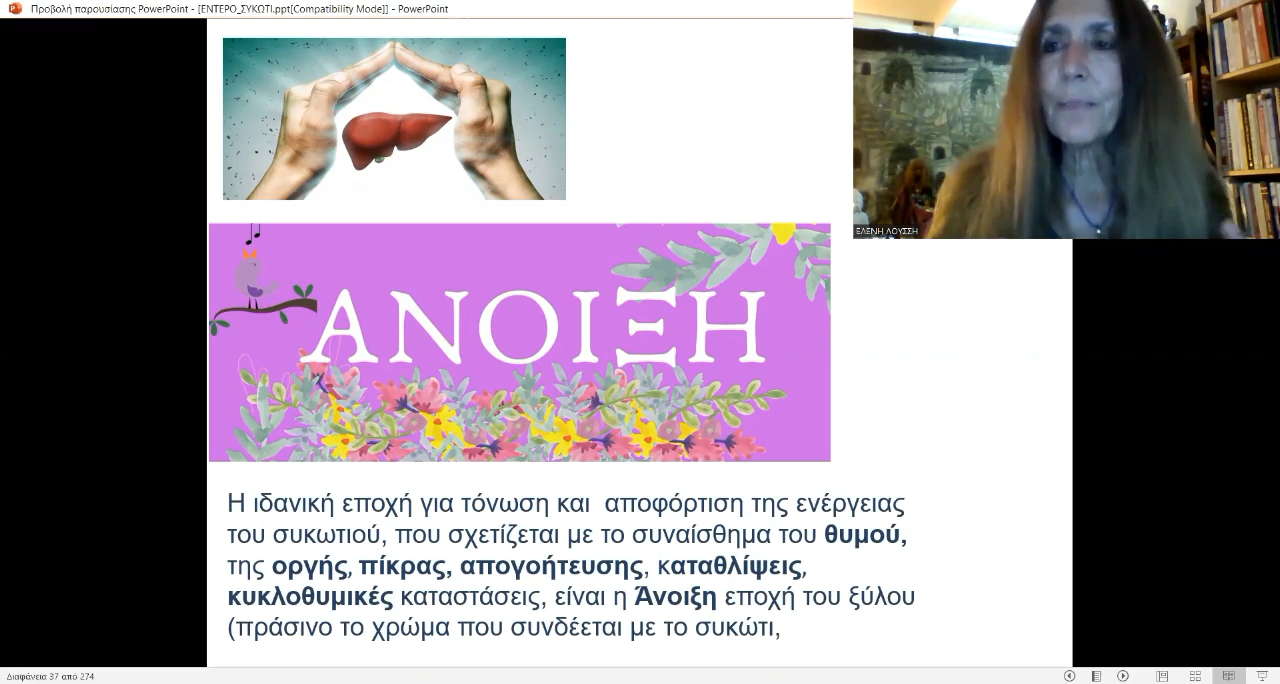 Προβολή παρουσίασης PowerPoint - [ΕΝΤΕΡΟ_ΣΥΚΩΤΙ.ppt[Compatibility Mode]] - PowerPoint
ΕΛΕΝΗ ΛΟΥΣΣΗ
ΑΝΟΙΞΗ
Η ιδανική εποχή για τόνωση και αποφόρτιση της ενέργειας
του συκωτιού, που σχετίζεται με το συναίσθημα του θυμού,
της οργής, πίκρας, απογοήτευσης, καταθλίψεις,
κυκλοθυμικές καταστάσεις, είναι η Άνοιξη εποχή του ξύλου
(πράσινο το χρώμα που συνδέεται με το συκώτι,
Διαφάνεια 37 από 274